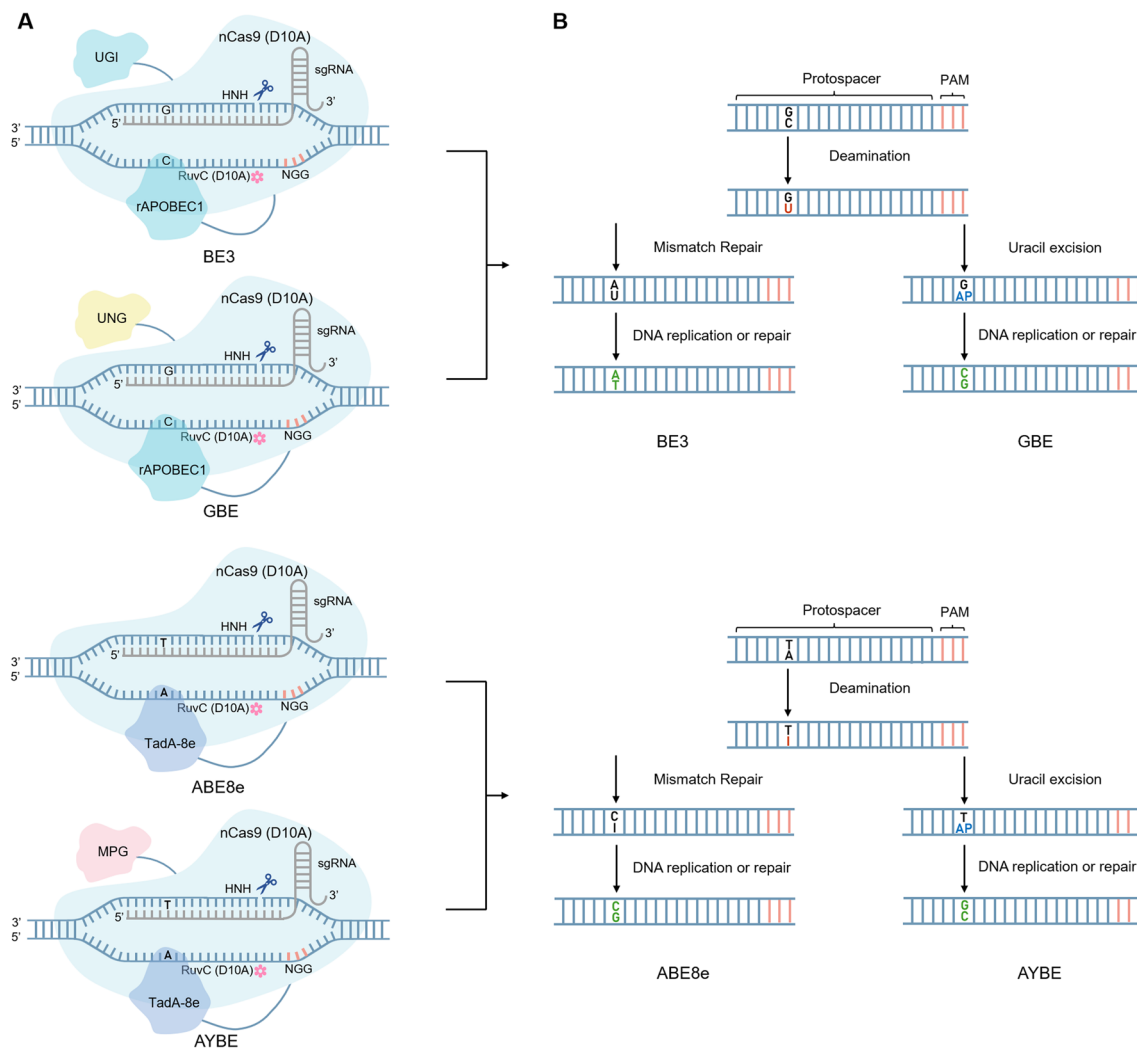 A
nCas9 (D10A)
UGI
sgRNA
HNH
3’
G
5’
3’
5’
C
RuvC (D10A)
NGG
rAPOBEC1
BE3
nCas9 (D10A)
UNG
sgRNA
HNH
3’
G
5’
3’
5’
C
RuvC (D10A)
NGG
rAPOBEC1
GBE
nCas9 (D10A)
sgRNA
HNH
3’
T
5’
3’
5’
A
RuvC (D10A)
NGG
TadA-8e
ABE8e
nCas9 (D10A)
MPG
sgRNA
HNH
3’
T
5’
3’
5’
A
RuvC (D10A)
NGG
TadA-8e
AYBE
B
Protospacer
PAM
G
C
Deamination
G
U
Mismatch Repair
Uracil excision
A
U
G
AP
DNA replication or repair
DNA replication or repair
A
T
C
G
BE3
GBE
Protospacer
PAM
T
A
Deamination
T
I
Mismatch Repair
Uracil excision
C
I
T
AP
DNA replication or repair
DNA replication or repair
C
G
G
C
ABE8e
AYBE